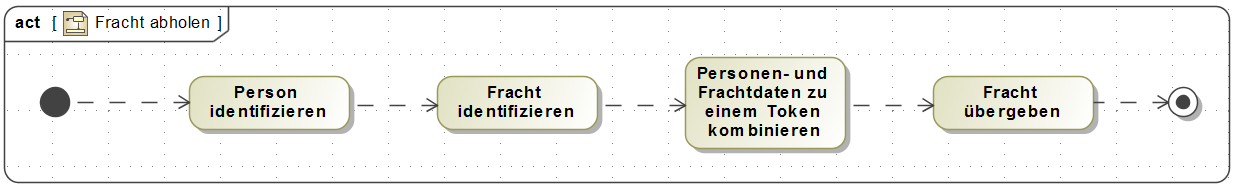 act [ Fracht abholen ]
Person
identifizieren
Fracht
identifizieren
Personen- und
Frachtdaten zu
einem Token
kombinieren
Fracht
übergeben